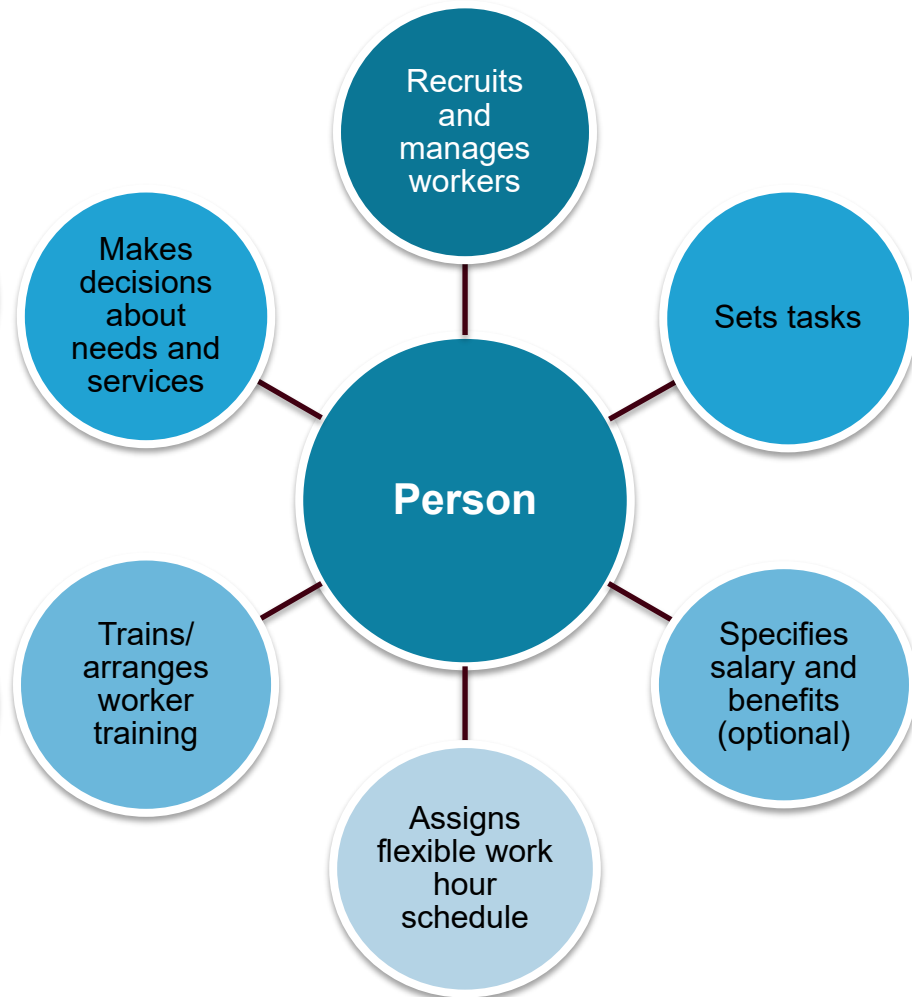 Recruits
and
manages
workers
Makes
decisions
about
needs and
services
Sets tasks
Person
Trains/
arranges
worker
training
Specifies
salary and
benefits
(optional)
Assigns
flexible work
hour
schedule